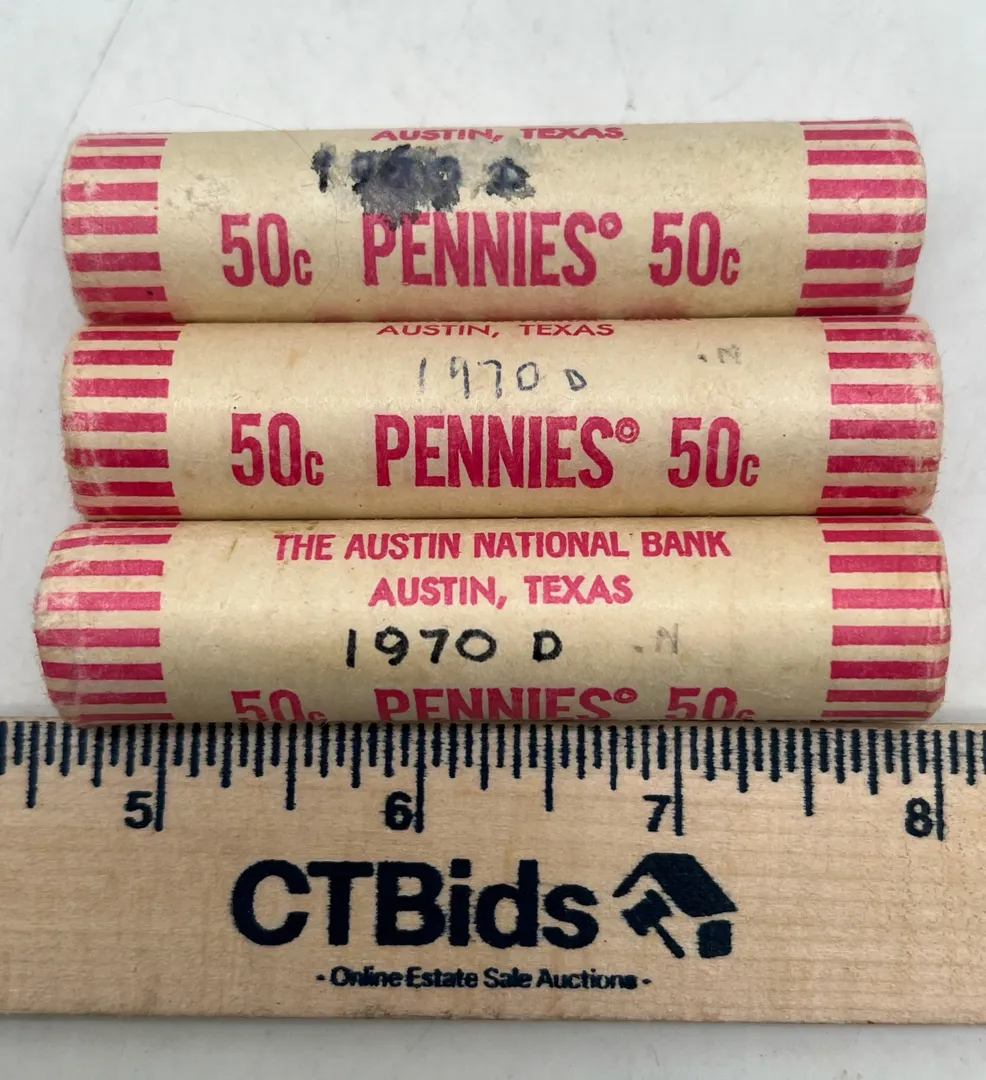 AUSTIN, TEXAS
50c PENNIES® 50c
AUSTIN, TEXAS
1970 D .N
50c PENNIES® 50c
THE AUSTIN NATIONAL BANK
AUSTIN, TEXAS
1970 D .N
50c PENNIES® 50c
5 6 7 8
CTBids
- Online Estate Sale Auctions -